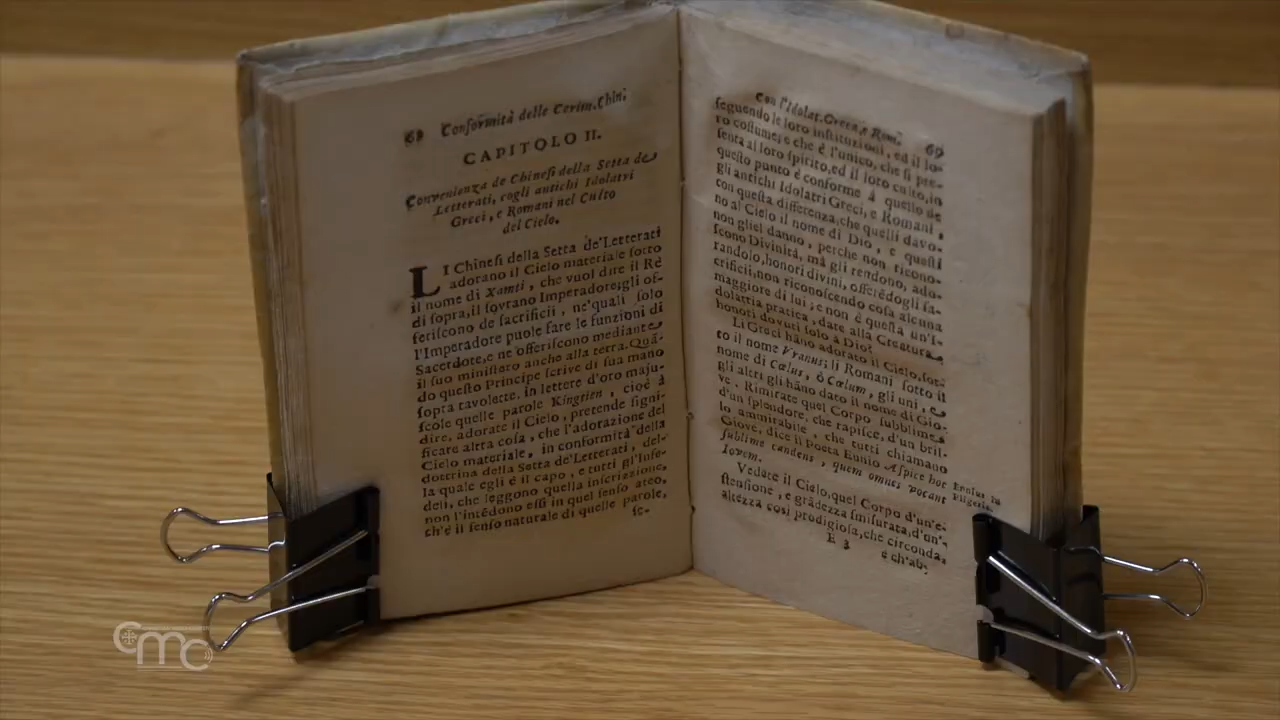 68 Conformità delle Cerim. Chin.
CAPITOLO II.
Convenienza de Chinesi della Setta de
Letterati, cogli antichi Idolatri
Greci, e Romani nel Culto
del Cielo.
LI Chinesi della Setta de'Letterati
adorano il Cielo materiale sotto
il nome di Xamti, che vuol dire il Rè
di sopra, il sovrano Imperadore; gli of-
feriscono de sacrificii, ne'quali solo
l'Imperadore puole fare le funzioni di
Sacerdote, e ne offeriscono mediante
il suo ministro anche alla terra. Quā-
do questo Principe scrive di sua mano
sopra tavolette, in lettere d'oro maju-
scole quelle parole Kingtien, cioè à
dire, adorate il Cielo, pretende signi-
ficare altra cosa, che l'adorazione del
Cielo materiale, in conformità della
dottrina della Setta de'Letterati, del-
la quale egli è il capo, e tutti gl'Infe-
deli, che leggono quella inscrizione,
non l'intēdono essi in quel senso ateo,
ch'è il senso naturale di quelle parole,
se-
Con l'Idolat. Greca, e Rom. 69
seguendo le loro instituzioni, ed il lo-
ro costume; e che è l'unico, che si pre-
senta al loro spirito, ed il loro culto, in
questo punto è conforme à quello de
gli antichi Idolatri Greci, e Romani,
con questa differenza, che quelli davo-
no al Cielo il nome di Dio, e questi
non gliel danno, perche non ricono-
scono Divinità, mà gli rendono, ado-
randolo, honori divini, offerēdogli sa-
crificii, non riconoscendo cosa alcuna
maggiore di lui; e non è questa un'I-
dolatria pratica, dare alla Creatura
honori dovuti solo à Dio?
Li Greci hāno adorato il Cielo, sot-
to il nome Vranus; li Romani sotto il
nome di Cœlus, ò Cœlum, gli uni, e
gli altri gli hāno dato il nome di Gio-
ve. Rimirate quel Corpo subblime
d'un splendore, che rapisce, d'un bril-
lo ammirabile, che tutti chiamano
Giove, dice il Poeta Ennio Aspice hoc
sublime candens, quem omnes vocant
Iovem.
Ennius in
Vedete il Cielo, quel Corpo d'un'e-
stensione, e grādezza smisurata, d'un'
altezza così prodigiosa, che circonda,
E 3 e ch'ab-
CMC